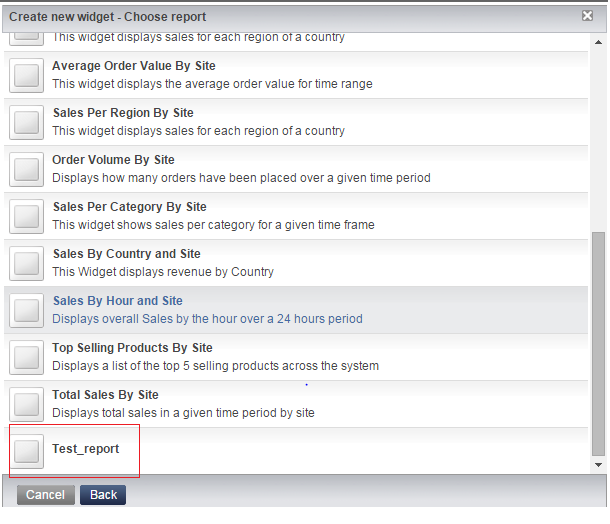 Create new widget - Choose report
This widget displays sales for each region of a country
Average Order Value By Site
This widget displays the average order value for time range
Sales Per Region By Site
This widget displays sales for each region of a country
Order Volume By Site
Displays how many orders have been placed over a given time period
Sales Per Category By Site
This widget shows sales per category for a given time frame
Sales By Country and Site
This Widget displays revenue by Country
Sales By Hour and Site
Displays overall Sales by the hour over a 24 hours period
Top Selling Products By Site
Displays a list of the top 5 selling products across the system
Total Sales By Site
Displays total sales in a given time period by site
Test_report
Cancel Back